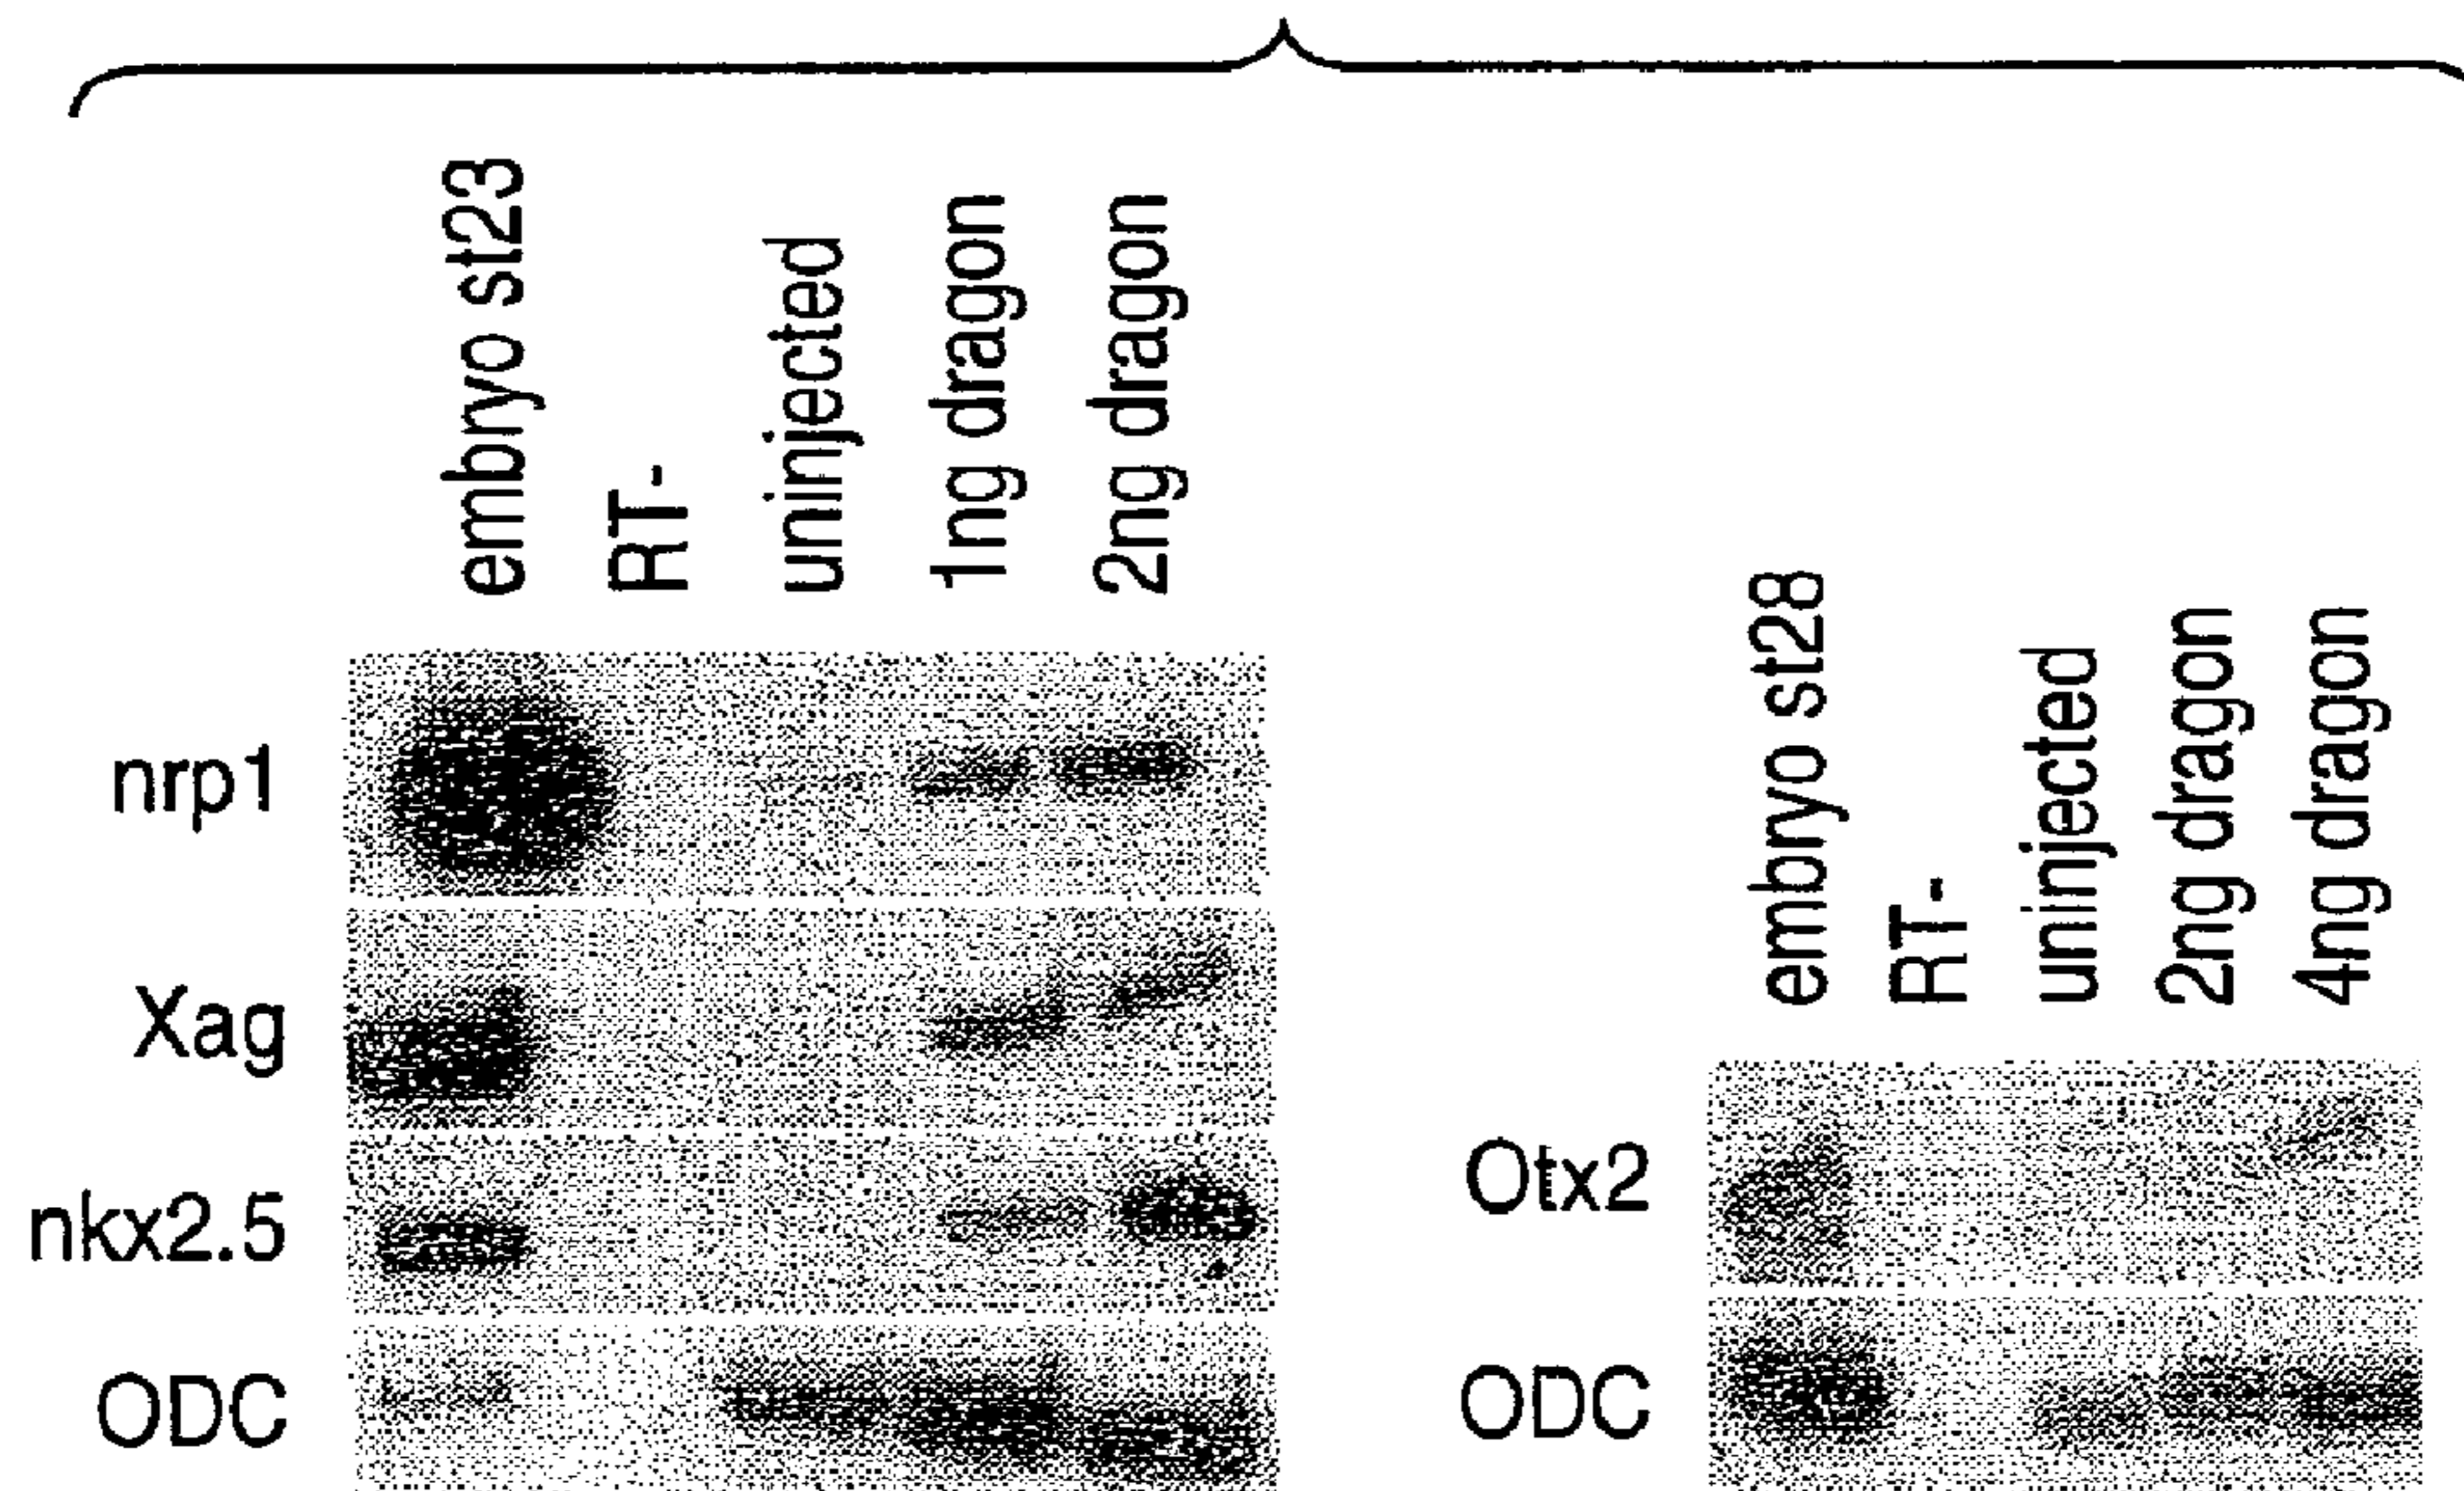 embryo st23
RT-
uninjected
1ng dragon
2ng dragon
nrp1
Xag
nkx2.5
ODC
embryo st28
RT-
uninjected
2ng dragon
4ng dragon
Otx2
ODC